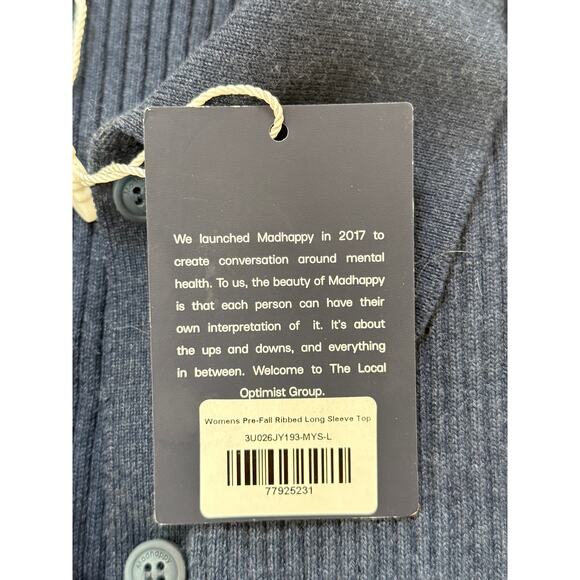 We launched Madhappy in 2017 to
create conversation around mental
health. To us, the beauty of Madhappy
is that each person can have their
own interpretation of it. It's about
the ups and downs, and everything
in between. Welcome to The Local
Optimist Group.
Womens Pre-Fall Ribbed Long Sleeve Top
3U026JY193-MYS-L
77925231
Madhappy